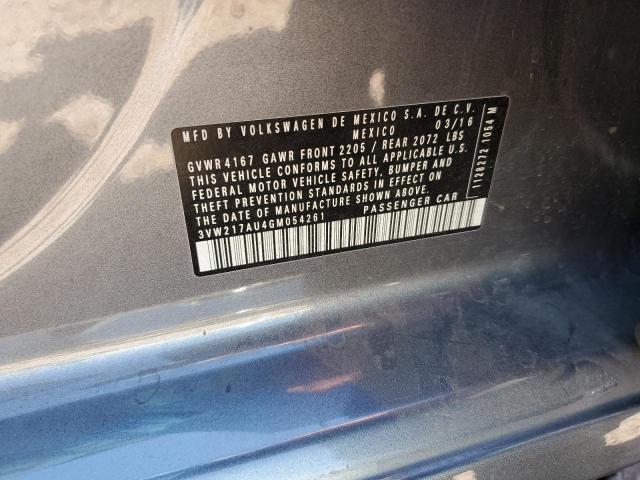 MFD BY VOLKSWAGEN DE MEXICO S.A. DE C.V.
MEXICO 03/16
GVWR 4167 GAWR FRONT 2205 / REAR 2072 LBS
THIS VEHICLE CONFORMS TO ALL APPLICABLE U.S.
FEDERAL MOTOR VEHICLE SAFETY, BUMPER AND
THEFT PREVENTION STANDARDS IN EFFECT ON
THE DATE OF MANUFACTURE SHOWN ABOVE.
3VW217AU4GM054261 PASSENGER CAR
1128272 1064 M